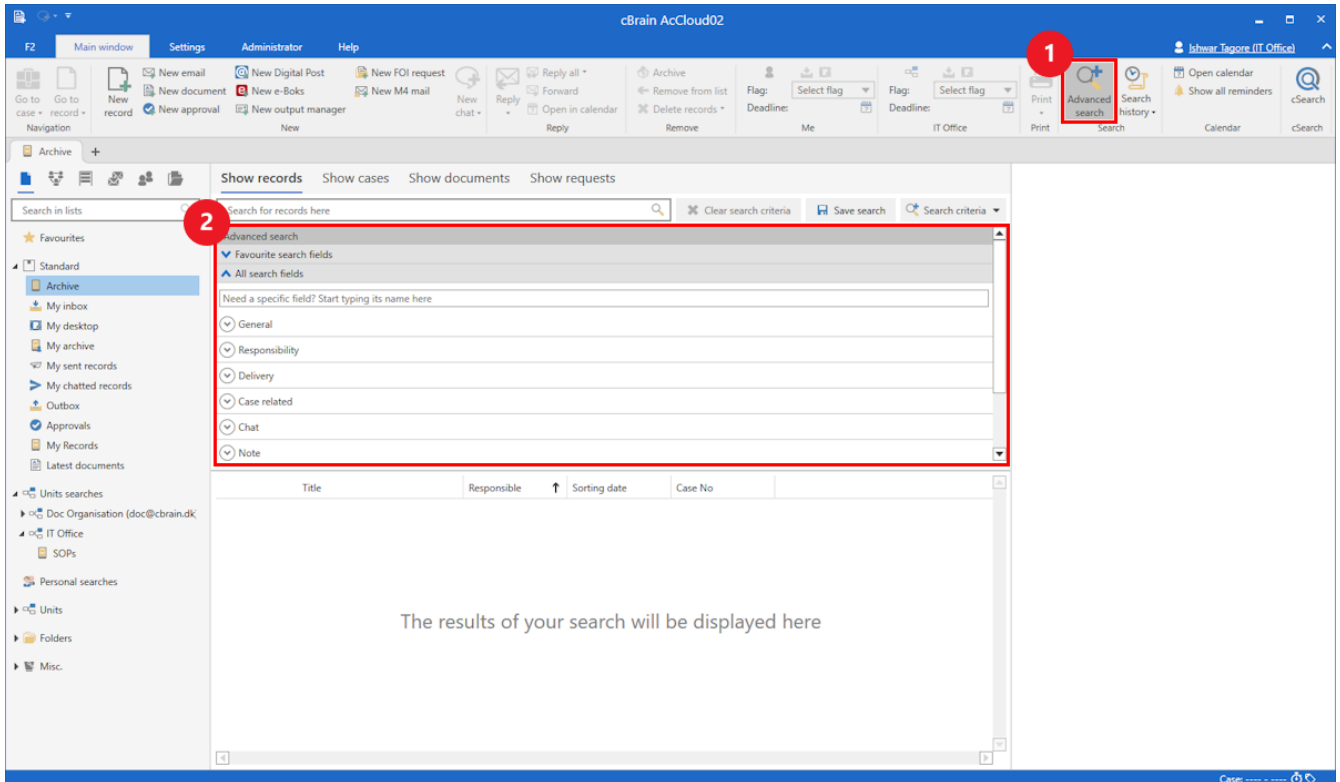 cBrain AcCloud02
F2 Main window Settings Administrator Help
Ishwar Tagore (IT Office)
1
Go to case
Go to record
Navigation
New record
New email
New document
New approval
New Digital Post
New e-Boks
New output manager
New FOI request
New M4 mail
New chat
New
Reply
Reply all
Forward
Open in calendar
Reply
Archive
Remove from list
Delete records
Remove
Flag: Select flag
Deadline:
Me
Flag: Select flag
Deadline:
IT Office
Print
Print
Advanced search
Search history
Search
Open calendar
Show all reminders
Calendar
cSearch
cSearch
Archive +
Show records Show cases Show documents Show requests
Search in lists
Search for records here
Clear search criteria
Save search
Search criteria
2
Favourites
Standard
Archive
My inbox
My desktop
My archive
My sent records
My chatted records
Outbox
Approvals
My Records
Latest documents
Units searches
Doc Organisation (doc@cbrain.dk
IT Office
SOPs
Personal searches
Units
Folders
Misc.
Advanced search
Favourite search fields
All search fields
Need a specific field? Start typing its name here
General
Responsibility
Delivery
Case related
Chat
Note
Title Responsible Sorting date Case No
The results of your search will be displayed here
Case: ---- - ----